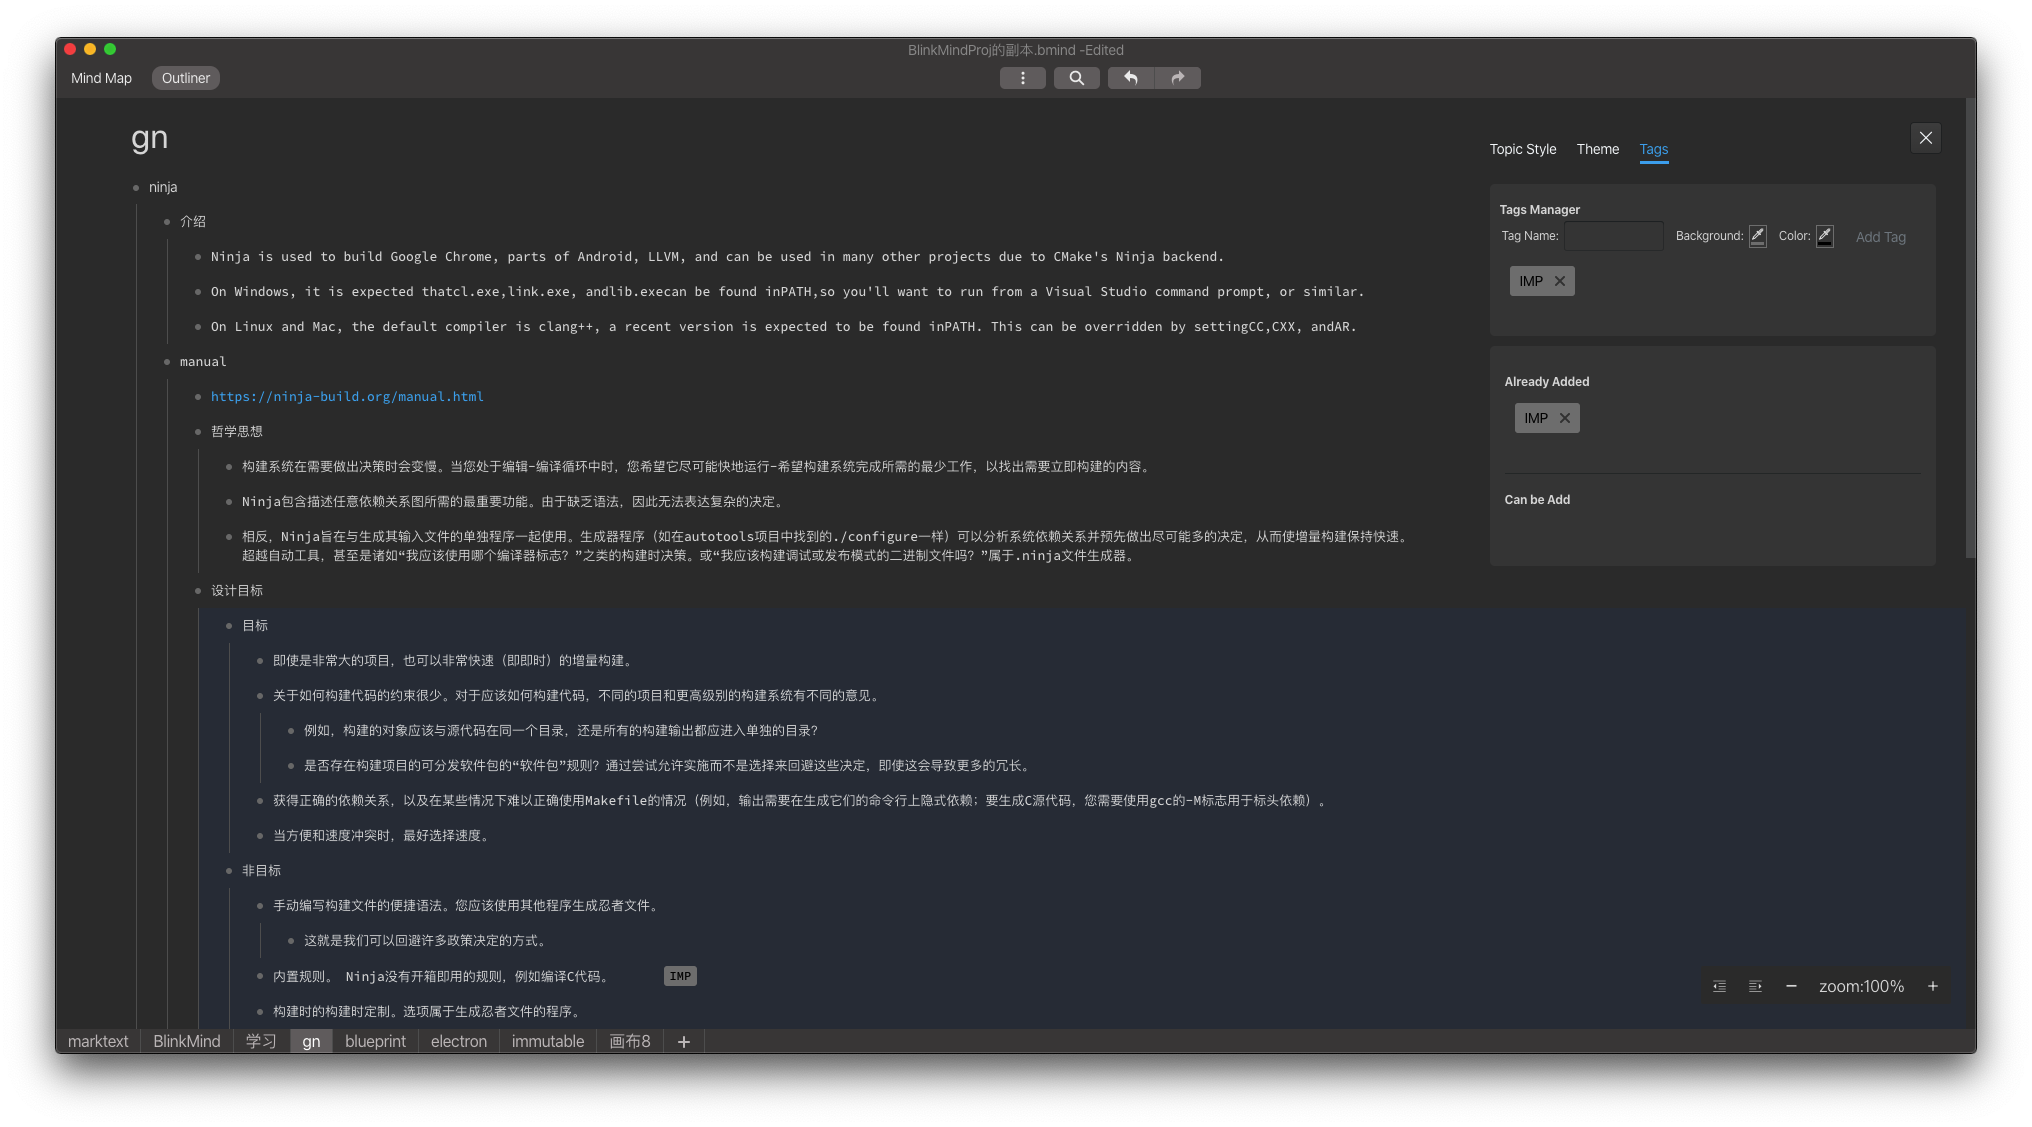 BlinkMindProj的副本.bmind -Edited
Mind Map
Outliner
gn
ninja
介绍
Ninja is used to build Google Chrome, parts of Android, LLVM, and can be used in many other projects due to CMake's Ninja backend.
On Windows, it is expected thatcl.exe,link.exe, andlib.execan be found inPATH,so you'll want to run from a Visual Studio command prompt, or similar.
On Linux and Mac, the default compiler is clang++, a recent version is expected to be found inPATH. This can be overridden by settingCC,CXX, andAR.
manual
https://ninja-build.org/manual.html
哲学思想
构建系统在需要做出决策时会变慢。当您处于编辑-编译循环中时，您希望它尽可能快地运行-希望构建系统完成所需的最少工作，以找出需要立即构建的内容。
Ninja包含描述任意依赖关系图所需的最重要功能。由于缺乏语法，因此无法表达复杂的决定。
相反，Ninja旨在与生成其输入文件的单独程序一起使用。生成器程序（如在autotools项目中找到的./configure一样）可以分析系统依赖关系并预先做出尽可能多的决定，从而使增量构建保持快速。
超越自动工具，甚至是诸如“我应该使用哪个编译器标志？”之类的构建时决策。或“我应该构建调试或发布模式的二进制文件吗？”属于.ninja文件生成器。
设计目标
目标
即使是非常大的项目，也可以非常快速（即即时）的增量构建。
关于如何构建代码的约束很少。对于应该如何构建代码，不同的项目和更高级别的构建系统有不同的意见。
例如，构建的对象应该与源代码在同一个目录，还是所有的构建输出都应进入单独的目录？
是否存在构建项目的可分发软件包的“软件包”规则？通过尝试允许实施而不是选择来回避这些决定，即使这会导致更多的冗长。
获得正确的依赖关系，以及在某些情况下难以正确使用Makefile的情况（例如，输出需要在生成它们的命令行上隐式依赖；要生成C源代码，您需要使用gcc的-M标志用于标头依赖）。
当方便和速度冲突时，最好选择速度。
非目标
手动编写构建文件的便捷语法。您应该使用其他程序生成忍者文件。
这就是我们可以回避许多政策决定的方式。
内置规则。 Ninja没有开箱即用的规则，例如编译C代码。 IMP
构建时的构建时定制。选项属于生成忍者文件的程序。
Topic Style
Theme
Tags
Tags Manager
Tag Name:
Background:
Color:
Add Tag
IMP
Already Added
IMP
Can be Add
zoom:100%
marktext
BlinkMind
学习
gn
blueprint
electron
immutable
画布8